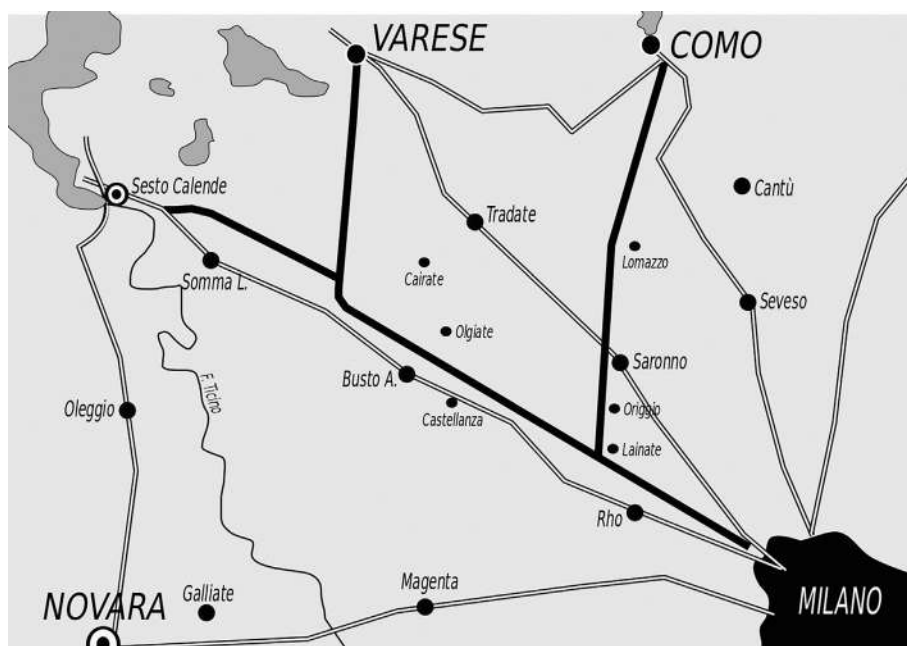 VARESE
COMO
Sesto Calende
Cantù
Tradate
Somma L.
Cairate
Lomazzo
Seveso
Olgiate
Saronno
F. Ticino
Busto A.
Oleggio
Castellanza
Origgio
Lainate
Rho
NOVARA
Galliate
Magenta
MILANO